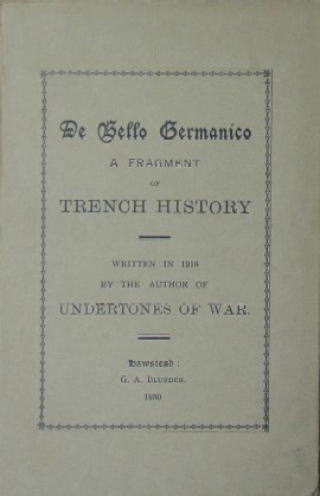 De Bello Germanico
A FRAGMENT
OF
TRENCH HISTORY
WRITTEN IN 1918
BY THE AUTHOR OF
UNDERTONES OF WAR.
Hawstead:
G. A. BLUNDEN.
1930